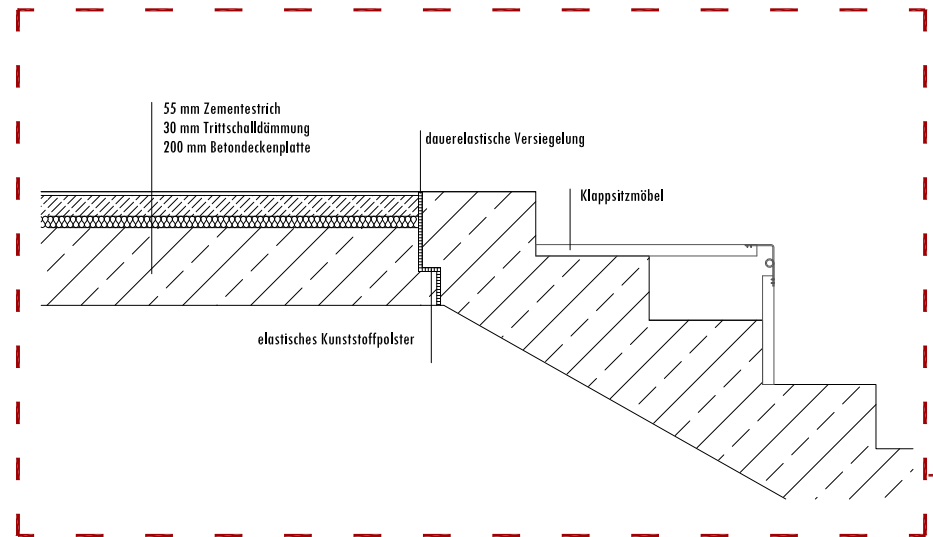 55 mm Zementestrich
30 mm Trittschalldämmung
200 mm Betondeckenplatte
dauerelastische Versiegelung
Klappsitzmöbel
elastisches Kunststoffpolster